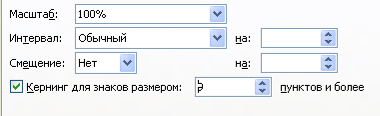 Масштаб: 100%
Интервал: Обычный на:
Смещение: Нет на:
Кернинг для знаков размером: לְ пунктов и более